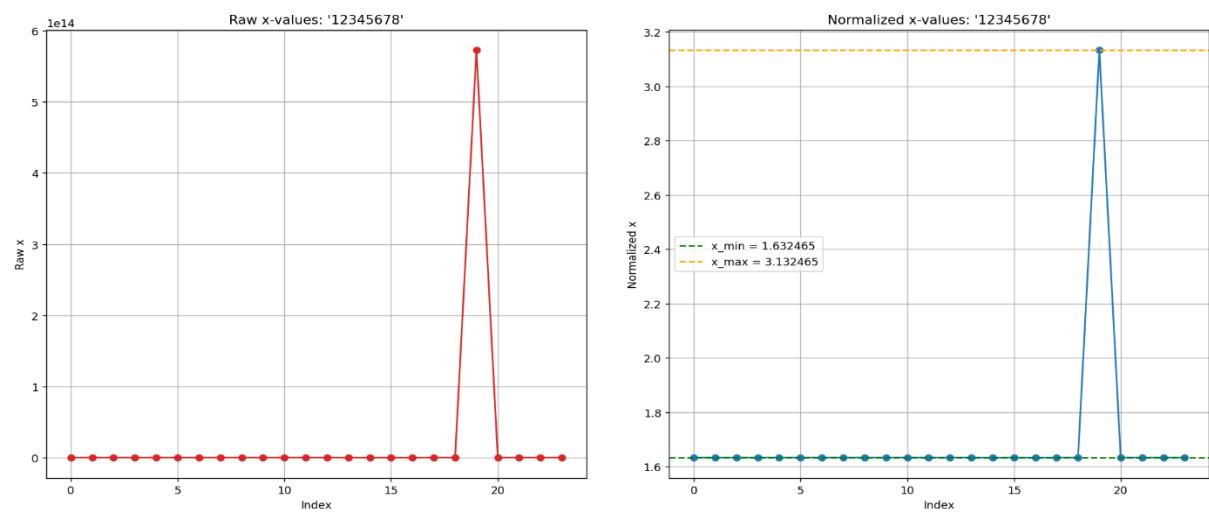 Raw x-values: '12345678'
1e14
6
5
4
3
2
1
0
Raw x
0
5
10
15
20
Index
Normalized x-values: '12345678'
3.2
3.0
2.8
2.6
2.4
2.2
2.0
1.8
1.6
Normalized x
x_min = 1.632465
x_max = 3.132465
0
5
10
15
20
Index